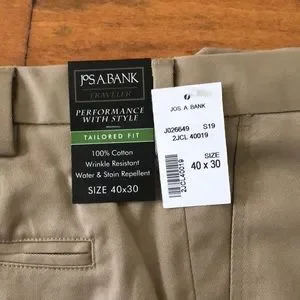 JOS. A. BANK
TRAVELER
PERFORMANCE
WITH STYLE
TAILORED FIT
100% Cotton
Wrinkle Resistant
Water & Stain Repellent
SIZE 40x30
JOS. A. BANK
J026649 S19
2JCL 40019
SIZE
40 x 30
2JCL40019